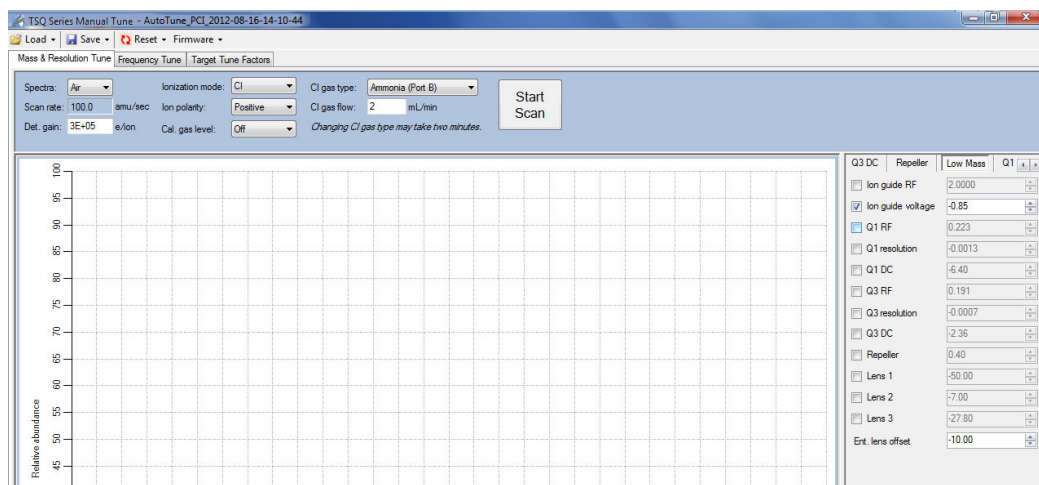 TSQ Series Manual Tune - AutoTune_PCI_2012-08-16-14-10-44
Load Save Reset Firmware
Mass & Resolution Tune Frequency Tune Target Tune Factors
Spectra: Air Ionization mode: CI CI gas type: Ammonia (Port B)
Scan rate: 100.0 amu/sec Ion polarity: Positive CI gas flow: 2 mL/min
Det. gain: 3E+05 e/ion Cal. gas level: Off Changing CI gas type may take two minutes.
Start
Scan
100
95
90
85
80
75
70
65
60
55
50
45
Relative abundance
Q3 DC Repeller Low Mass Q1
Ion guide RF 2.0000
Ion guide voltage -0.85
Q1 RF 0.223
Q1 resolution -0.0013
Q1 DC -6.40
Q3 RF 0.191
Q3 resolution -0.0007
Q3 DC -2.36
Repeller 0.40
Lens 1 -50.00
Lens 2 -7.00
Lens 3 -27.80
Ent. lens offset -10.00